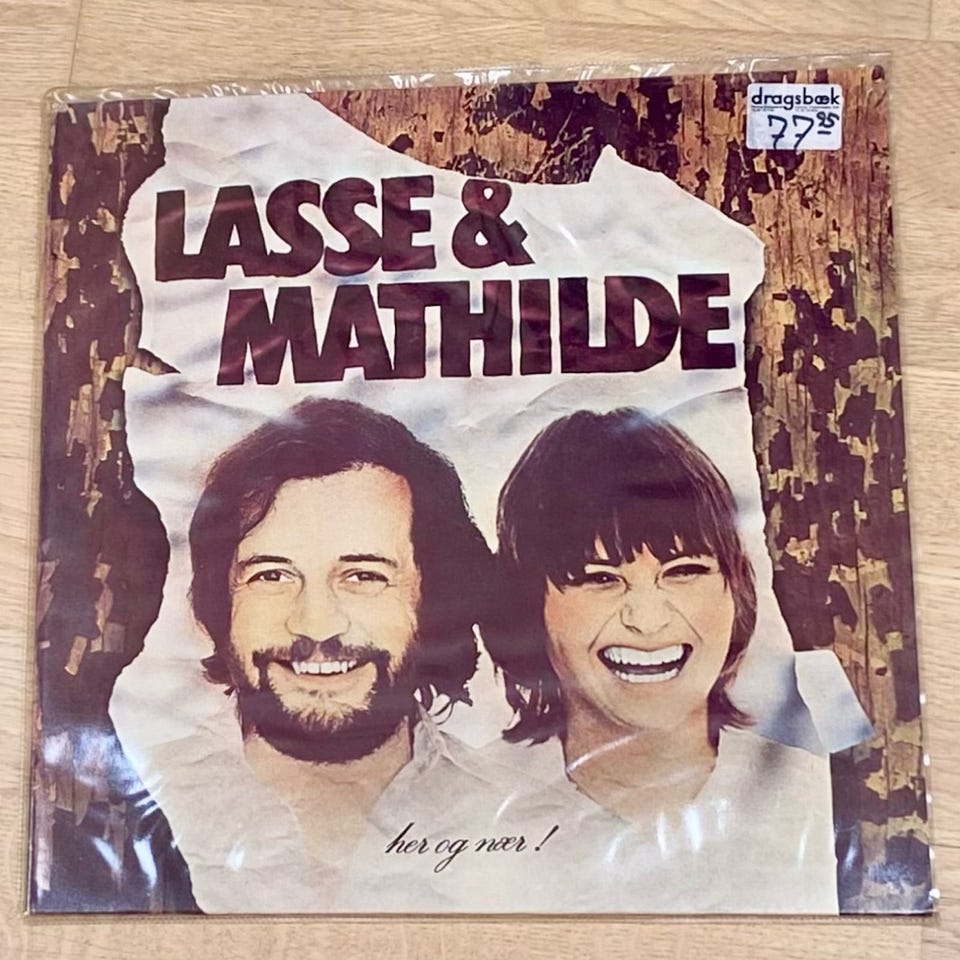 dragsbæk
77 95
LASSE &
MATHILDE
her og nær!